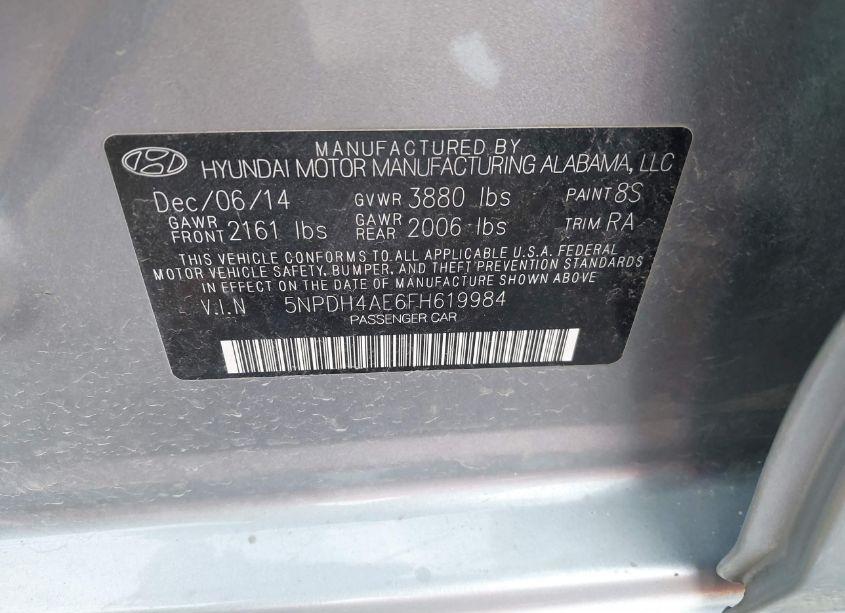 MANUFACTURED BY
HYUNDAI MOTOR MANUFACTURING ALABAMA, LLC
Dec/06/14 GVWR 3880 lbs PAINT 8S
GAWR FRONT 2161 lbs GAWR REAR 2006 lbs TRIM RA
THIS VEHICLE CONFORMS TO ALL APPLICABLE U.S.A. FEDERAL
MOTOR VEHICLE SAFETY, BUMPER, AND THEFT PREVENTION STANDARDS
IN EFFECT ON THE DATE OF MANUFACTURE SHOWN ABOVE
V.I.N 5NPDH4AE6FH619984
PASSENGER CAR